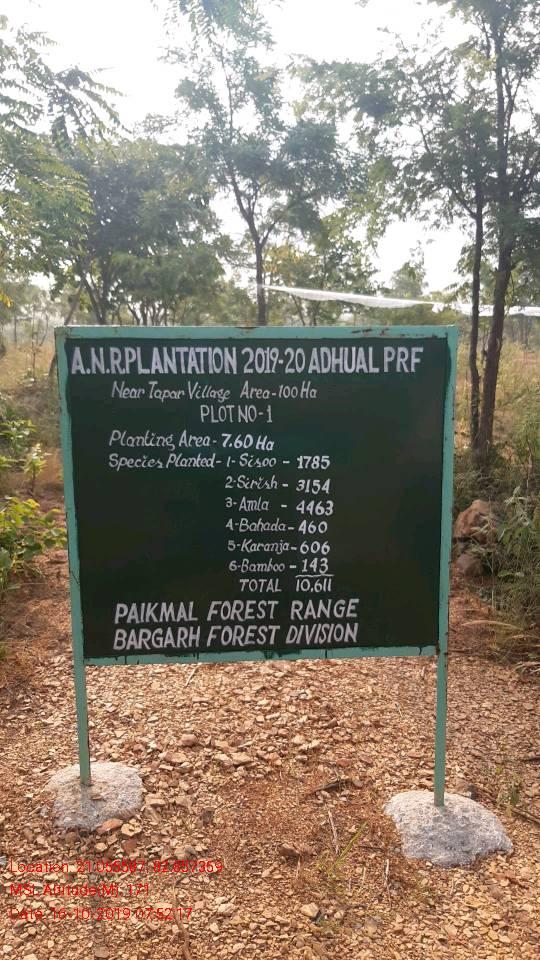 A.N.R.PLANTATION 2019-20 ADHUAL PRF
Near Tapar Village Area-100 Ha
PLOT NO-1
Planting Area- 7.60 Ha
Species Planted- 1- Sisoo - 1785
2-Sirish - 3154
3-Amla - 4463
4-Bahada- 460
5-Karanja- 606
6-Bamboo- 143
TOTAL 10,611
PAIKMAL FOREST RANGE
BARGARH FOREST DIVISION
MSL Altitude(M): 171
Date: 16-10-2019 07:52:17